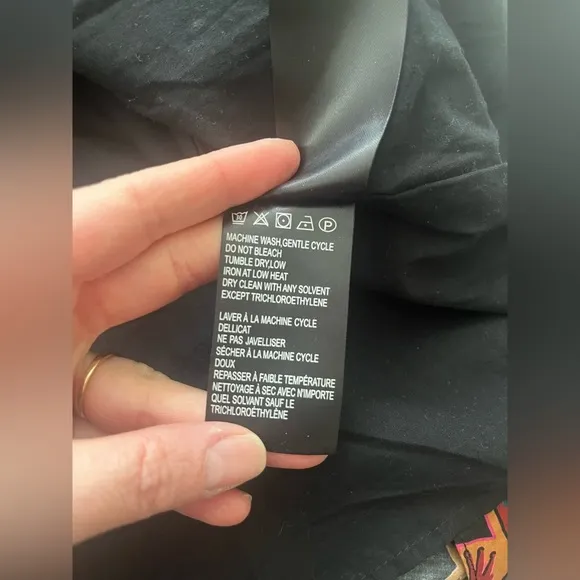 30
P
MACHINE WASH,GENTLE CYCLE
DO NOT BLEACH
TUMBLE DRY,LOW
IRON AT LOW HEAT
DRY CLEAN WITH ANY SOLVENT
EXCEPT TRICHLOROETHYLENE
LAVER À LA MACHINE CYCLE
DELLICAT
NE PAS JAVELLISER
SÉCHER À LA MACHINE CYCLE
DOUX
REPASSER À FAIBLE TEMPÉRATURE
NETTOYAGE À SEC AVEC N'IMPORTE
QUEL SOLVANT SAUF LE
TRICHLOROÉTHYLÈNE